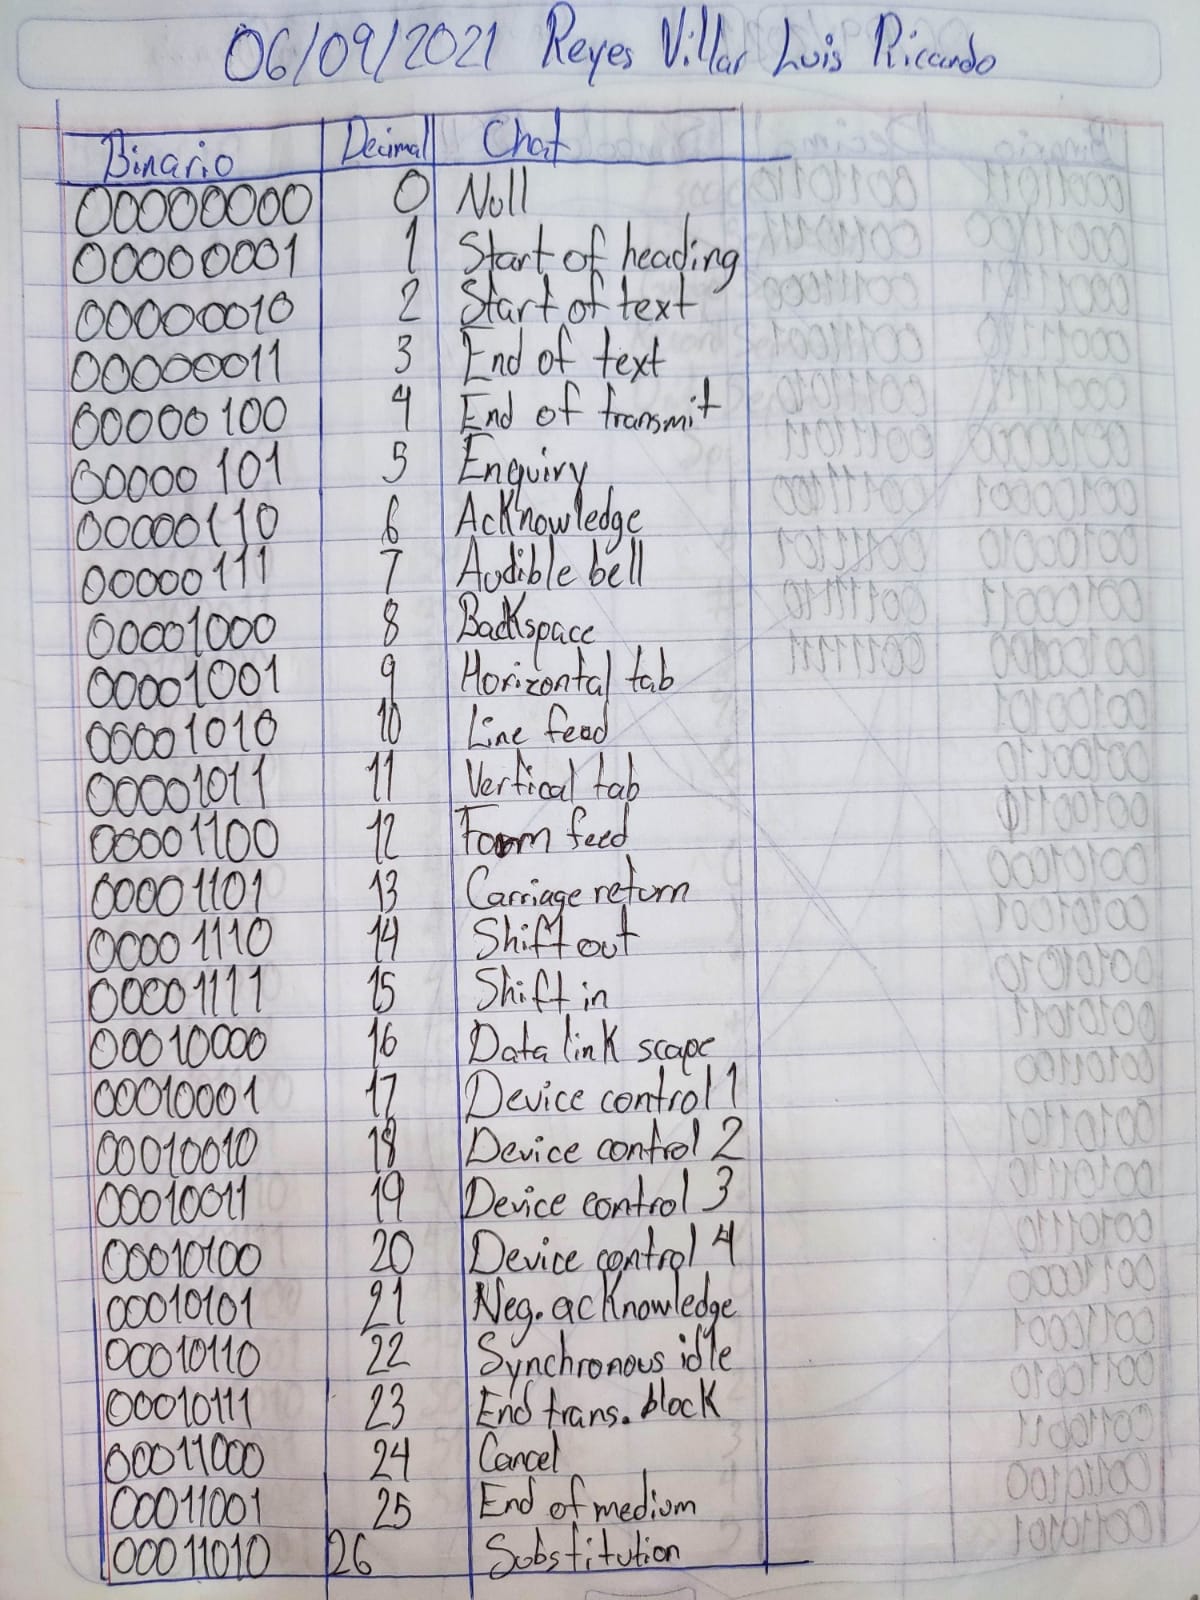 06/09/2021 Reyes Villar Luis Ricardo
Binario Decimal Chat
00000000 0 Null
00000001 1 Start of heading
00000010 2 Start of text
00000011 3 End of text
00000100 4 End of transmit
00000101 5 Enquiry
00000110 6 Acknowledge
00000111 7 Audible bell
00001000 8 Backspace
00001001 9 Horizontal tab
00001010 10 Line feed
00001011 11 Vertical tab
00001100 12 Form feed
00001101 13 Carriage return
00001110 14 Shift out
00001111 15 Shift in
00010000 16 Data link scape
00010001 17 Device control 1
00010010 18 Device control 2
00010011 19 Device control 3
00010100 20 Device control 4
00010101 21 Neg. acknowledge
00010110 22 Synchronous idle
00010111 23 End trans. block
00011000 24 Cancel
00011001 25 End of medium
00011010 26 Substitution